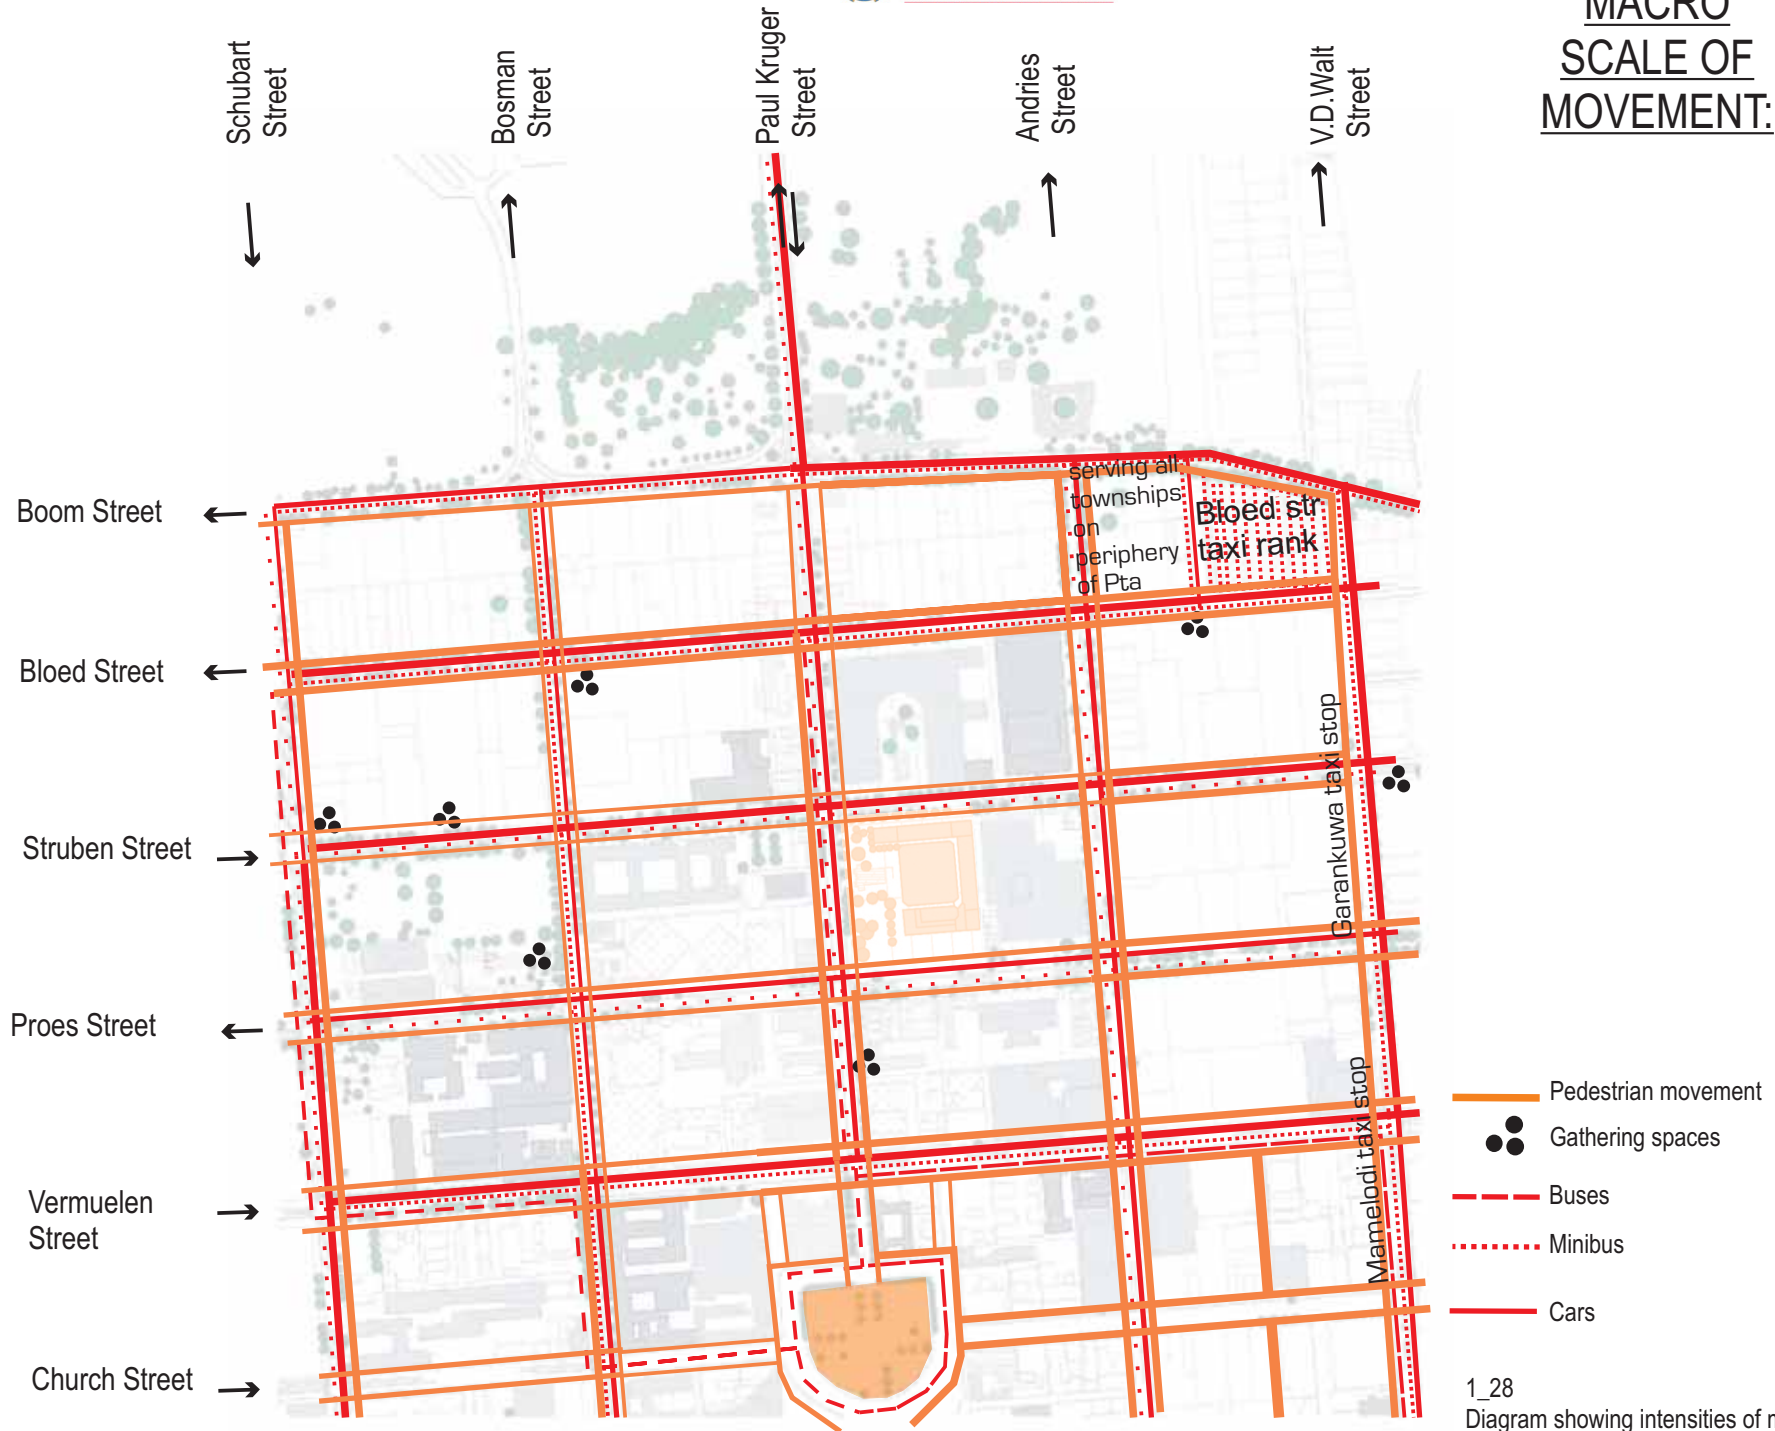 MACRO
SCALE OF
MOVEMENT:
Schubart
Street
Bosman
Street
Paul Kruger
Street
Andries
Street
V.D.Walt
Street
Boom Street
Bloed Street
Struben Street
Proes Street
Vermuelen
Street
Church Street
serving all
townships
on
periphery
of Pta
Bloed str
taxi rank
Garankuwa taxi stop
Mamelodi taxi stop
Pedestrian movement
Gathering spaces
Buses
Minibus
Cars
1_28
Diagram showing intensities of